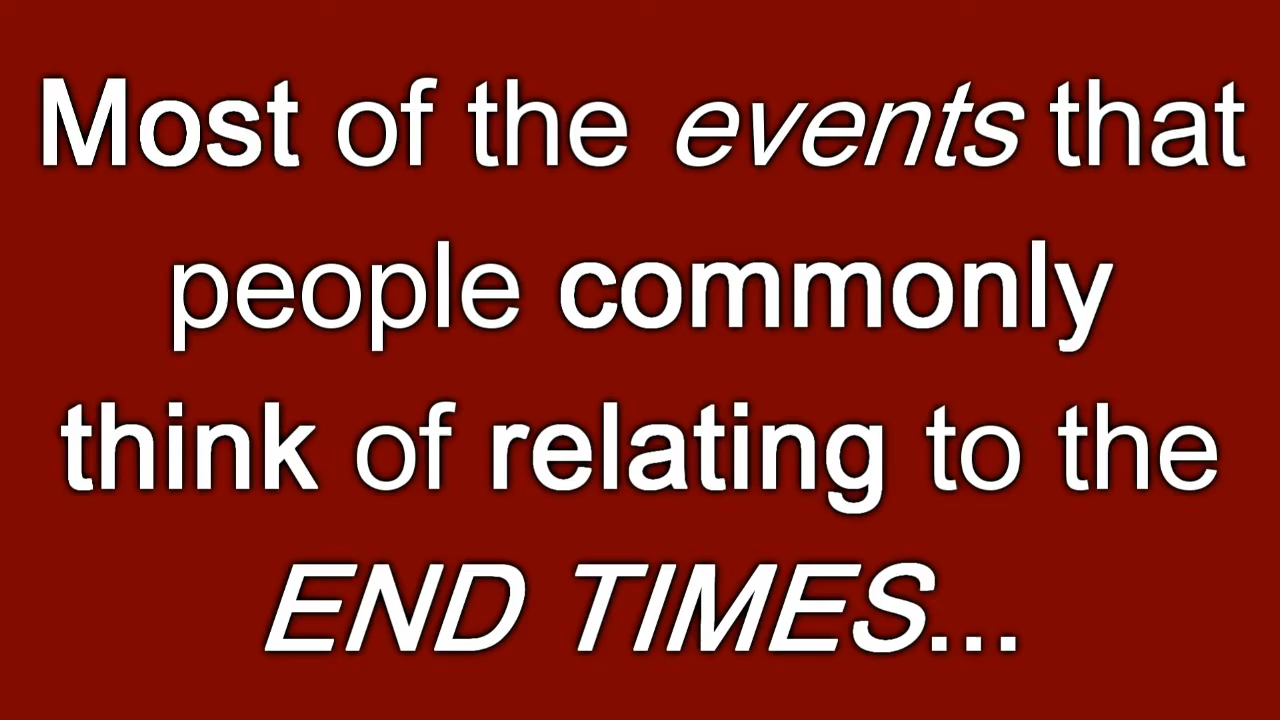 Most of the events that
people commonly
think of relating to the
END TIMES...